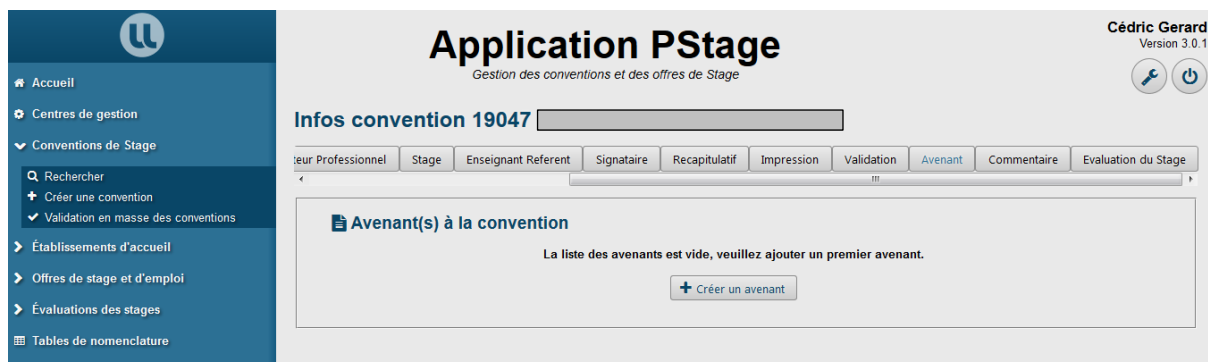 Application PStage
Gestion des conventions et des offres de Stage
Cédric Gerard
Version 3.0.1
Accueil
Centres de gestion
Conventions de Stage
Rechercher
Créer une convention
Validation en masse des conventions
Établissements d'accueil
Offres de stage et d'emploi
Évaluations des stages
Tables de nomenclature
Infos convention 19047
teur Professionnel Stage Enseignant Referent Signataire Recapitulatif Impression Validation Avenant Commentaire Evaluation du Stage
Avenant(s) à la convention
La liste des avenants est vide, veuillez ajouter un premier avenant.
Créer un avenant